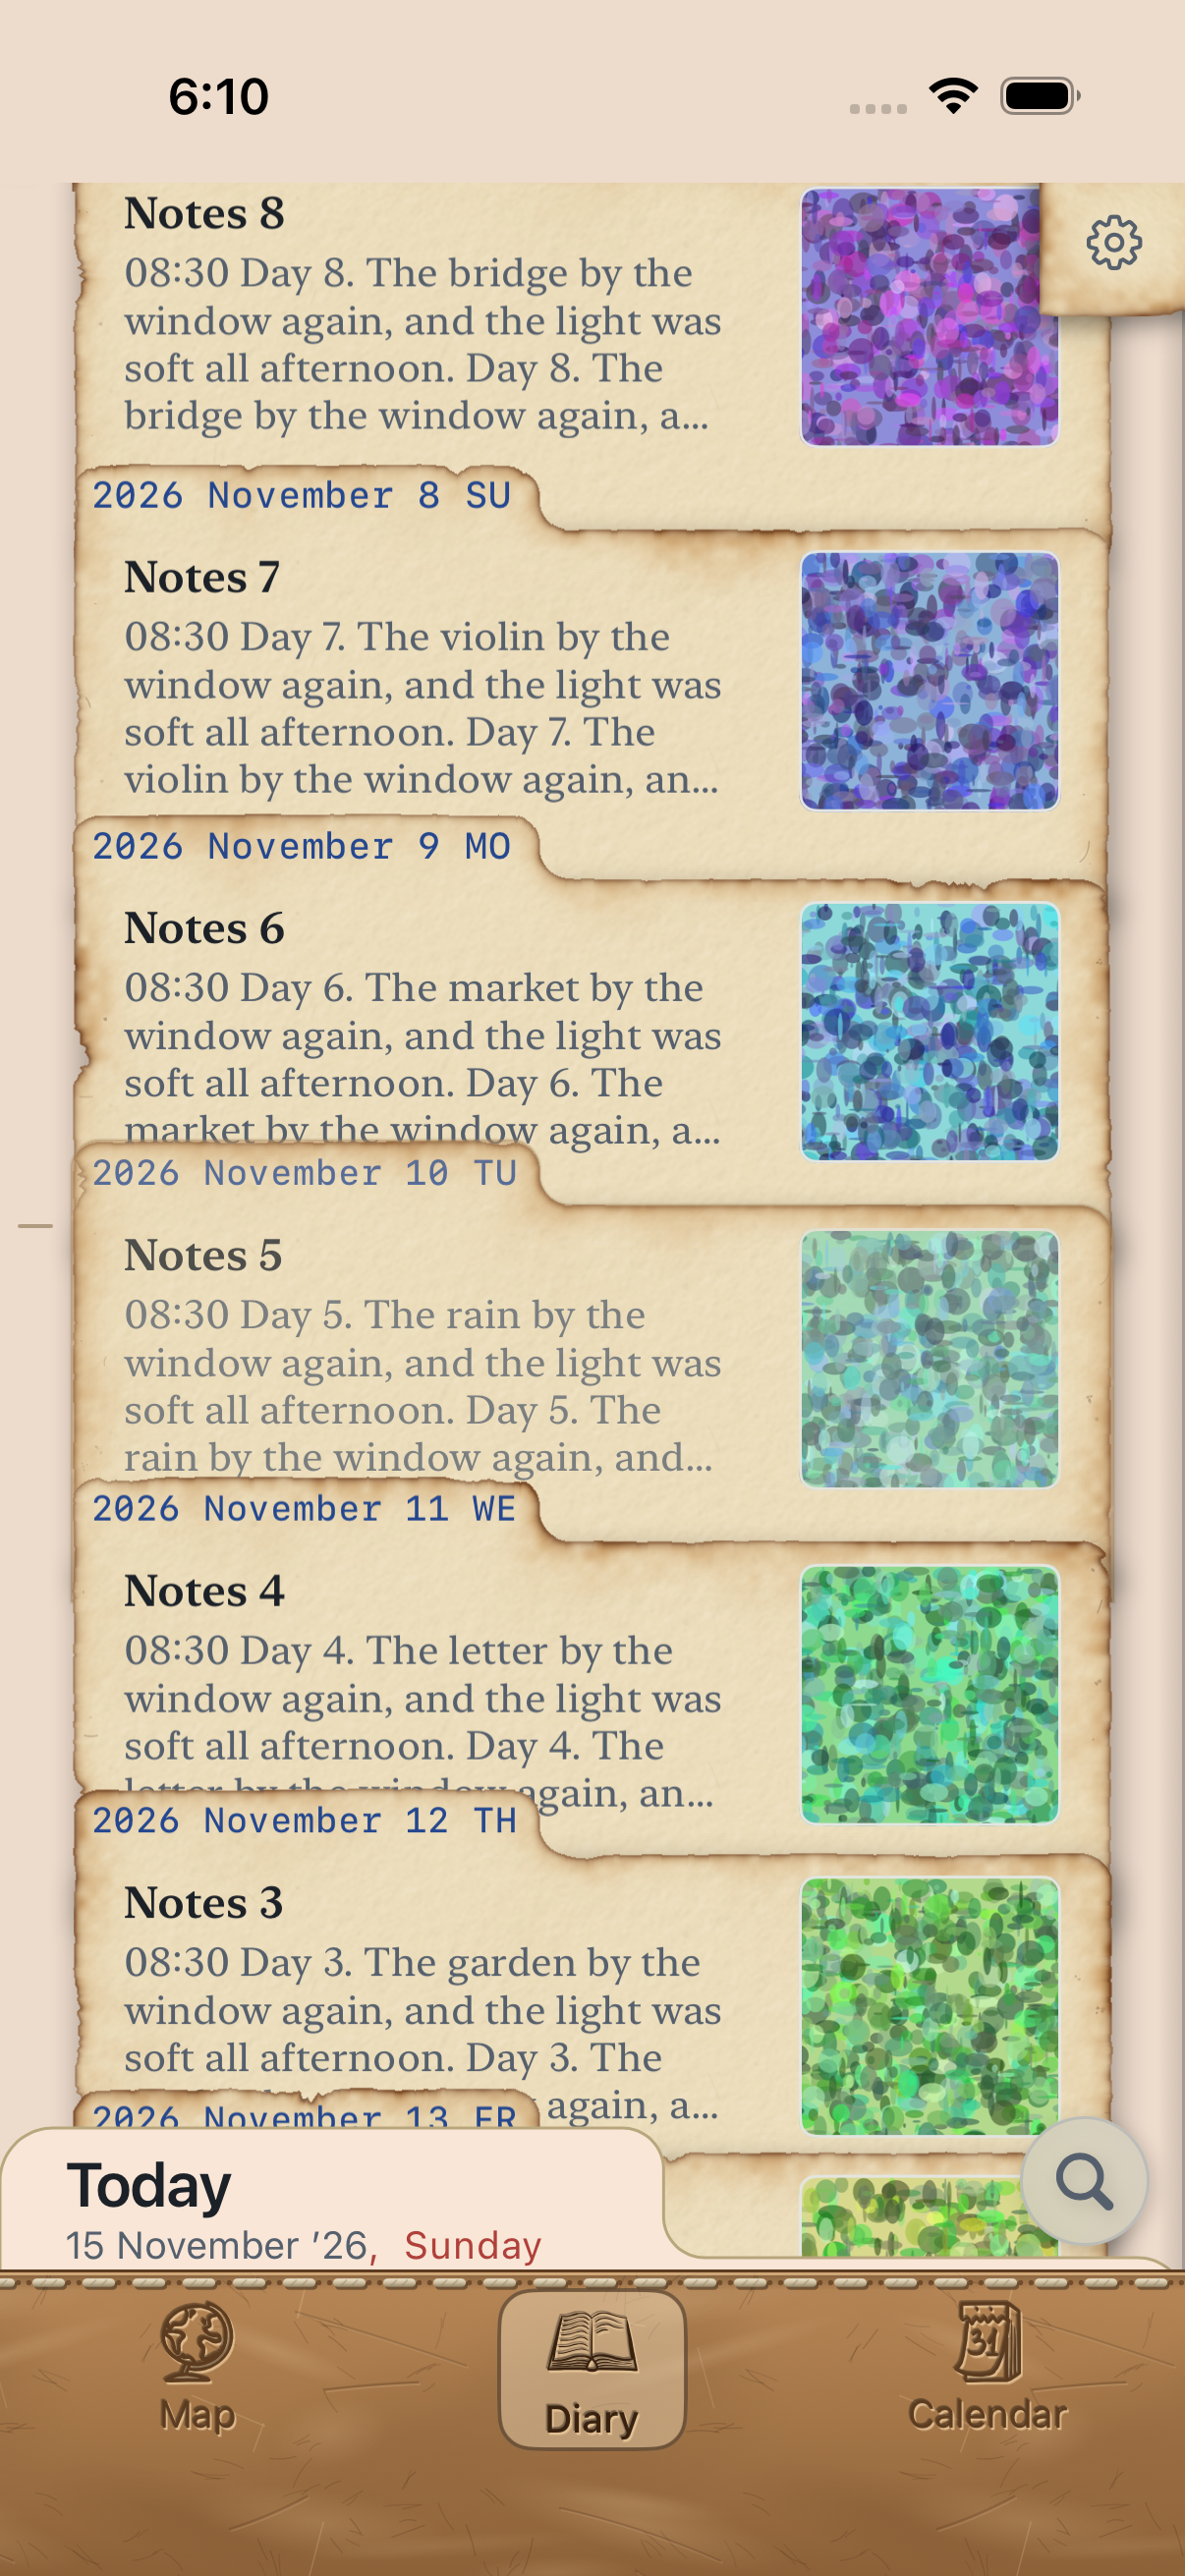 6:10
Notes 8
08:30 Day 8. The bridge by the
window again, and the light was
soft all afternoon. Day 8. The
bridge by the window again, a...
2026 November 8 SU
Notes 7
08:30 Day 7. The violin by the
window again, and the light was
soft all afternoon. Day 7. The
violin by the window again, an...
2026 November 9 MO
Notes 6
08:30 Day 6. The market by the
window again, and the light was
soft all afternoon. Day 6. The
market by the window again, a...
2026 November 10 TU
Notes 5
08:30 Day 5. The rain by the
window again, and the light was
soft all afternoon. Day 5. The
rain by the window again, and...
2026 November 11 WE
Notes 4
08:30 Day 4. The letter by the
window again, and the light was
soft all afternoon. Day 4. The
letter by the window again, an...
2026 November 12 TH
Notes 3
08:30 Day 3. The garden by the
window again, and the light was
soft all afternoon. Day 3. The
again, a...
2026 November 13 FR
Today
15 November ’26, Sunday
31
Map
Diary
Calendar